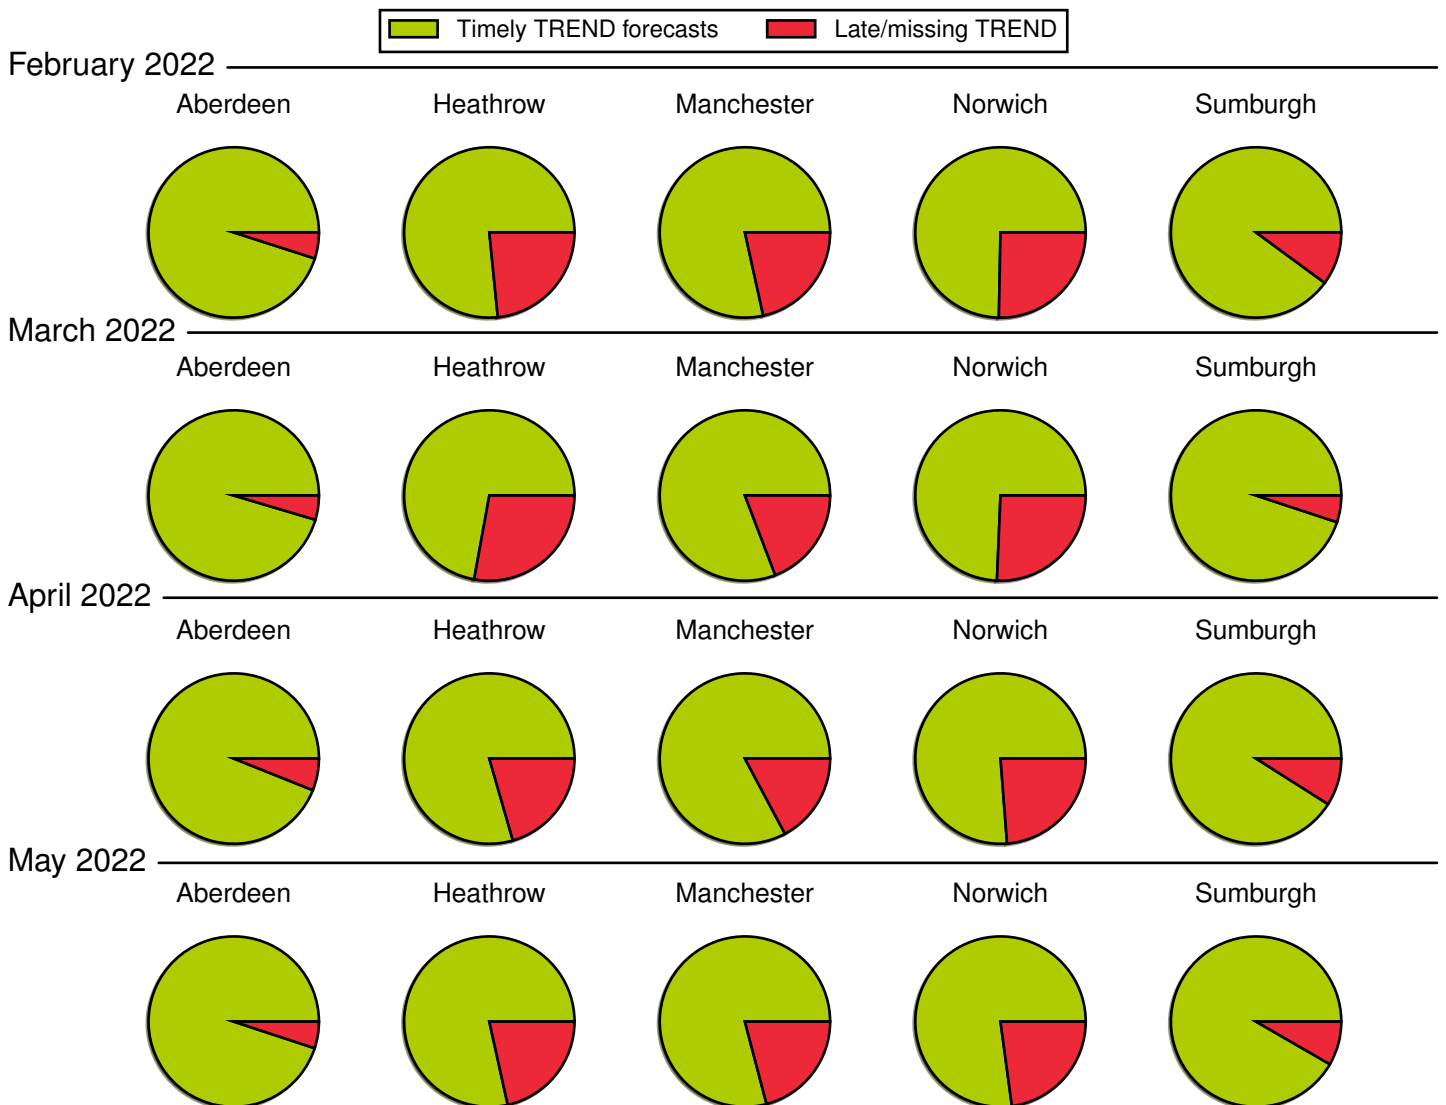 Timely TREND forecasts Late/missing TREND
February 2022
Aberdeen Heathrow Manchester Norwich Sumburgh
March 2022
Aberdeen Heathrow Manchester Norwich Sumburgh
April 2022
Aberdeen Heathrow Manchester Norwich Sumburgh
May 2022
Aberdeen Heathrow Manchester Norwich Sumburgh